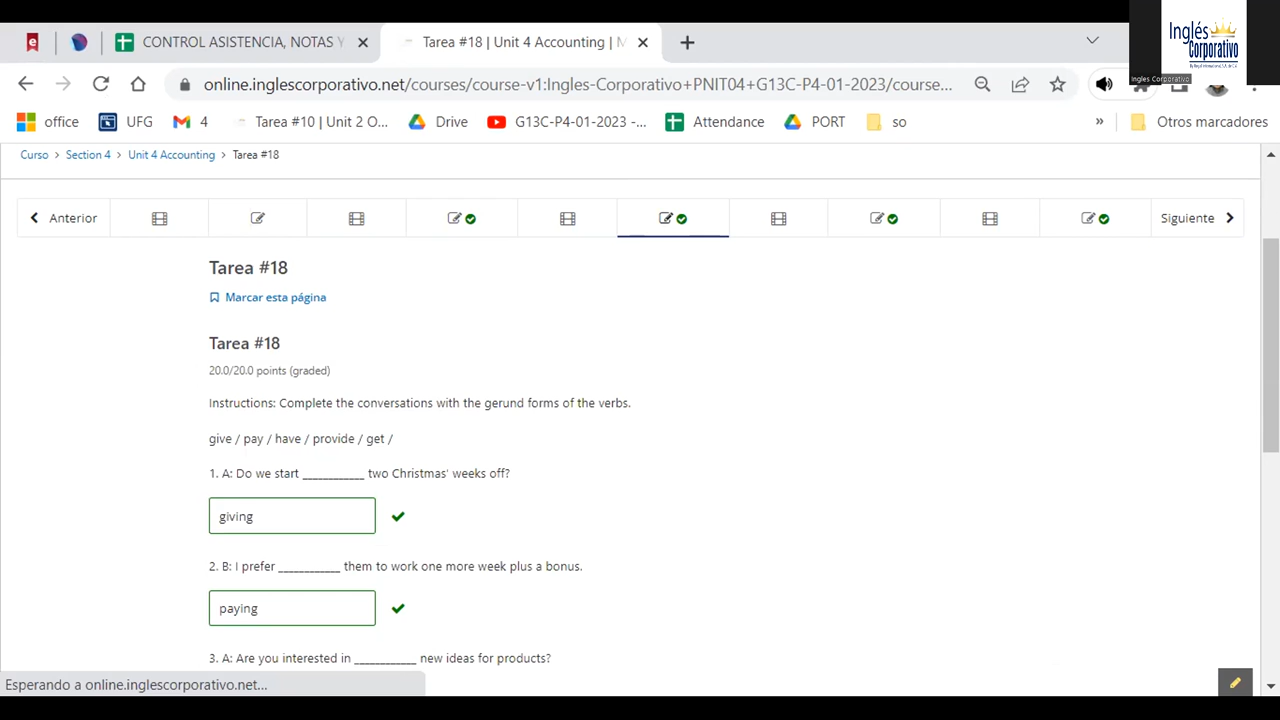 CONTROL ASISTENCIA, NOTAS Y
Tarea #18 | Unit 4 Accounting | M
Inglés
Corporativo
Ingles Corporativo
online.inglescorporativo.net/courses/course-v1:Ingles-Corporativo+PNIT04+G13C-P4-01-2023/course...
office
UFG
4
Tarea #10 | Unit 2 O...
Drive
G13C-P4-01-2023 -...
Attendance
PORT
so
»
Otros marcadores
Curso > Section 4 > Unit 4 Accounting > Tarea #18
Anterior
Siguiente
Tarea #18
Marcar esta página
Tarea #18
20.0/20.0 points (graded)
Instructions: Complete the conversations with the gerund forms of the verbs.
give / pay / have / provide / get /
1. A: Do we start ____________ two Christmas' weeks off?
giving
2. B: I prefer ____________ them to work one more week plus a bonus.
paying
3. A: Are you interested in ____________ new ideas for products?
Esperando a online.inglescorporativo.net...